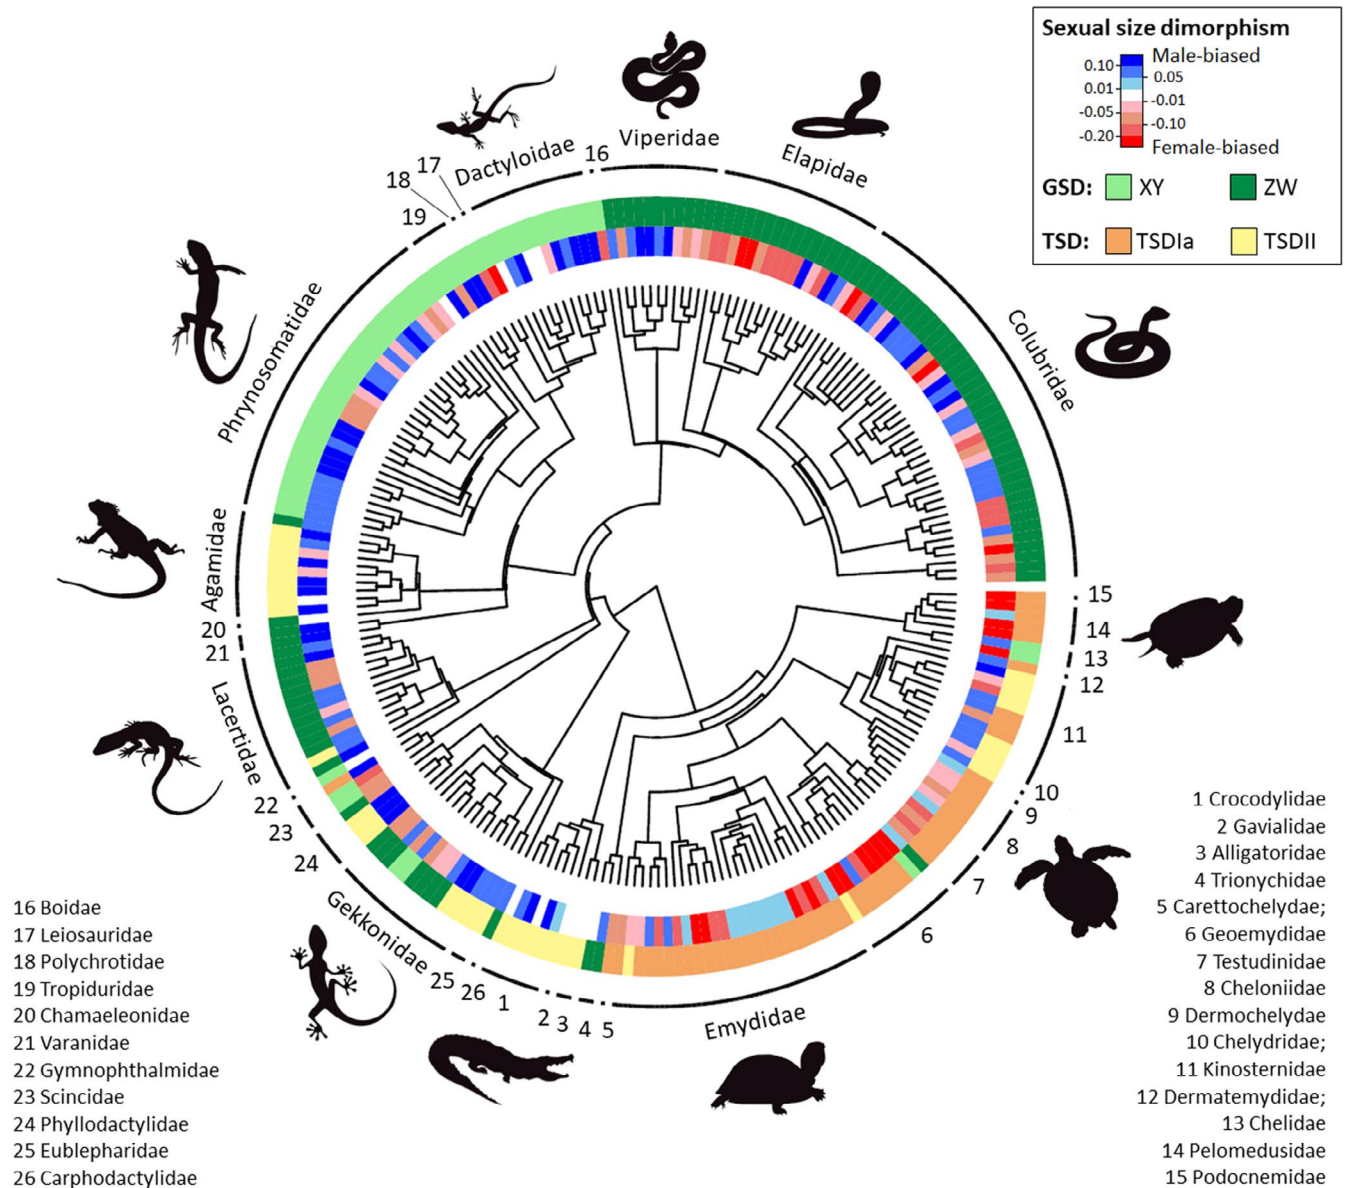 Sexual size dimorphism
Male-biased
0.10
0.05
0.01
-0.01
-0.05
-0.10
-0.20
Female-biased
GSD: XY ZW
TSD: TSDIa TSDII
Viperidae
Elapidae
Dactyloidae
16
17
18
19
Colubridae
Phrynosomatidae
Agamidae
15
14
13
12
20
21
Lacertidae
11
10
9
8
7
6
22
23
24
Gekkonidae
25
26
1
2
3
4
5
Emydidae
1 Crocodylidae
2 Gavialidae
3 Alligatoridae
4 Trionychidae
5 Carettochelydae;
6 Geoemydidae
7 Testudinidae
8 Cheloniidae
9 Dermochelydae
10 Chelydridae;
11 Kinosternidae
12 Dermatemydidae;
13 Chelidae
14 Pelomedusidae
15 Podocnemidae
16 Boidae
17 Leiosauridae
18 Polychrotidae
19 Tropiduridae
20 Chamaeleonidae
21 Varanidae
22 Gymnophthalmidae
23 Scincidae
24 Phyllodactylidae
25 Eublepharidae
26 Carphodactylidae